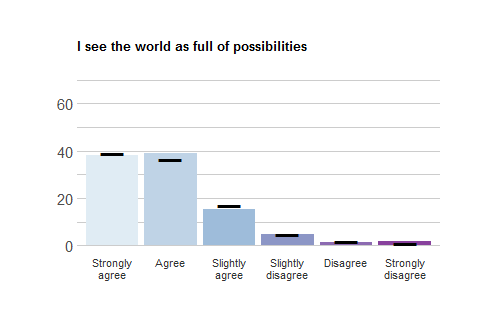 I see the world as full of possibilities
60
40
20
0
Strongly agree
Agree
Slightly agree
Slightly disagree
Disagree
Strongly disagree